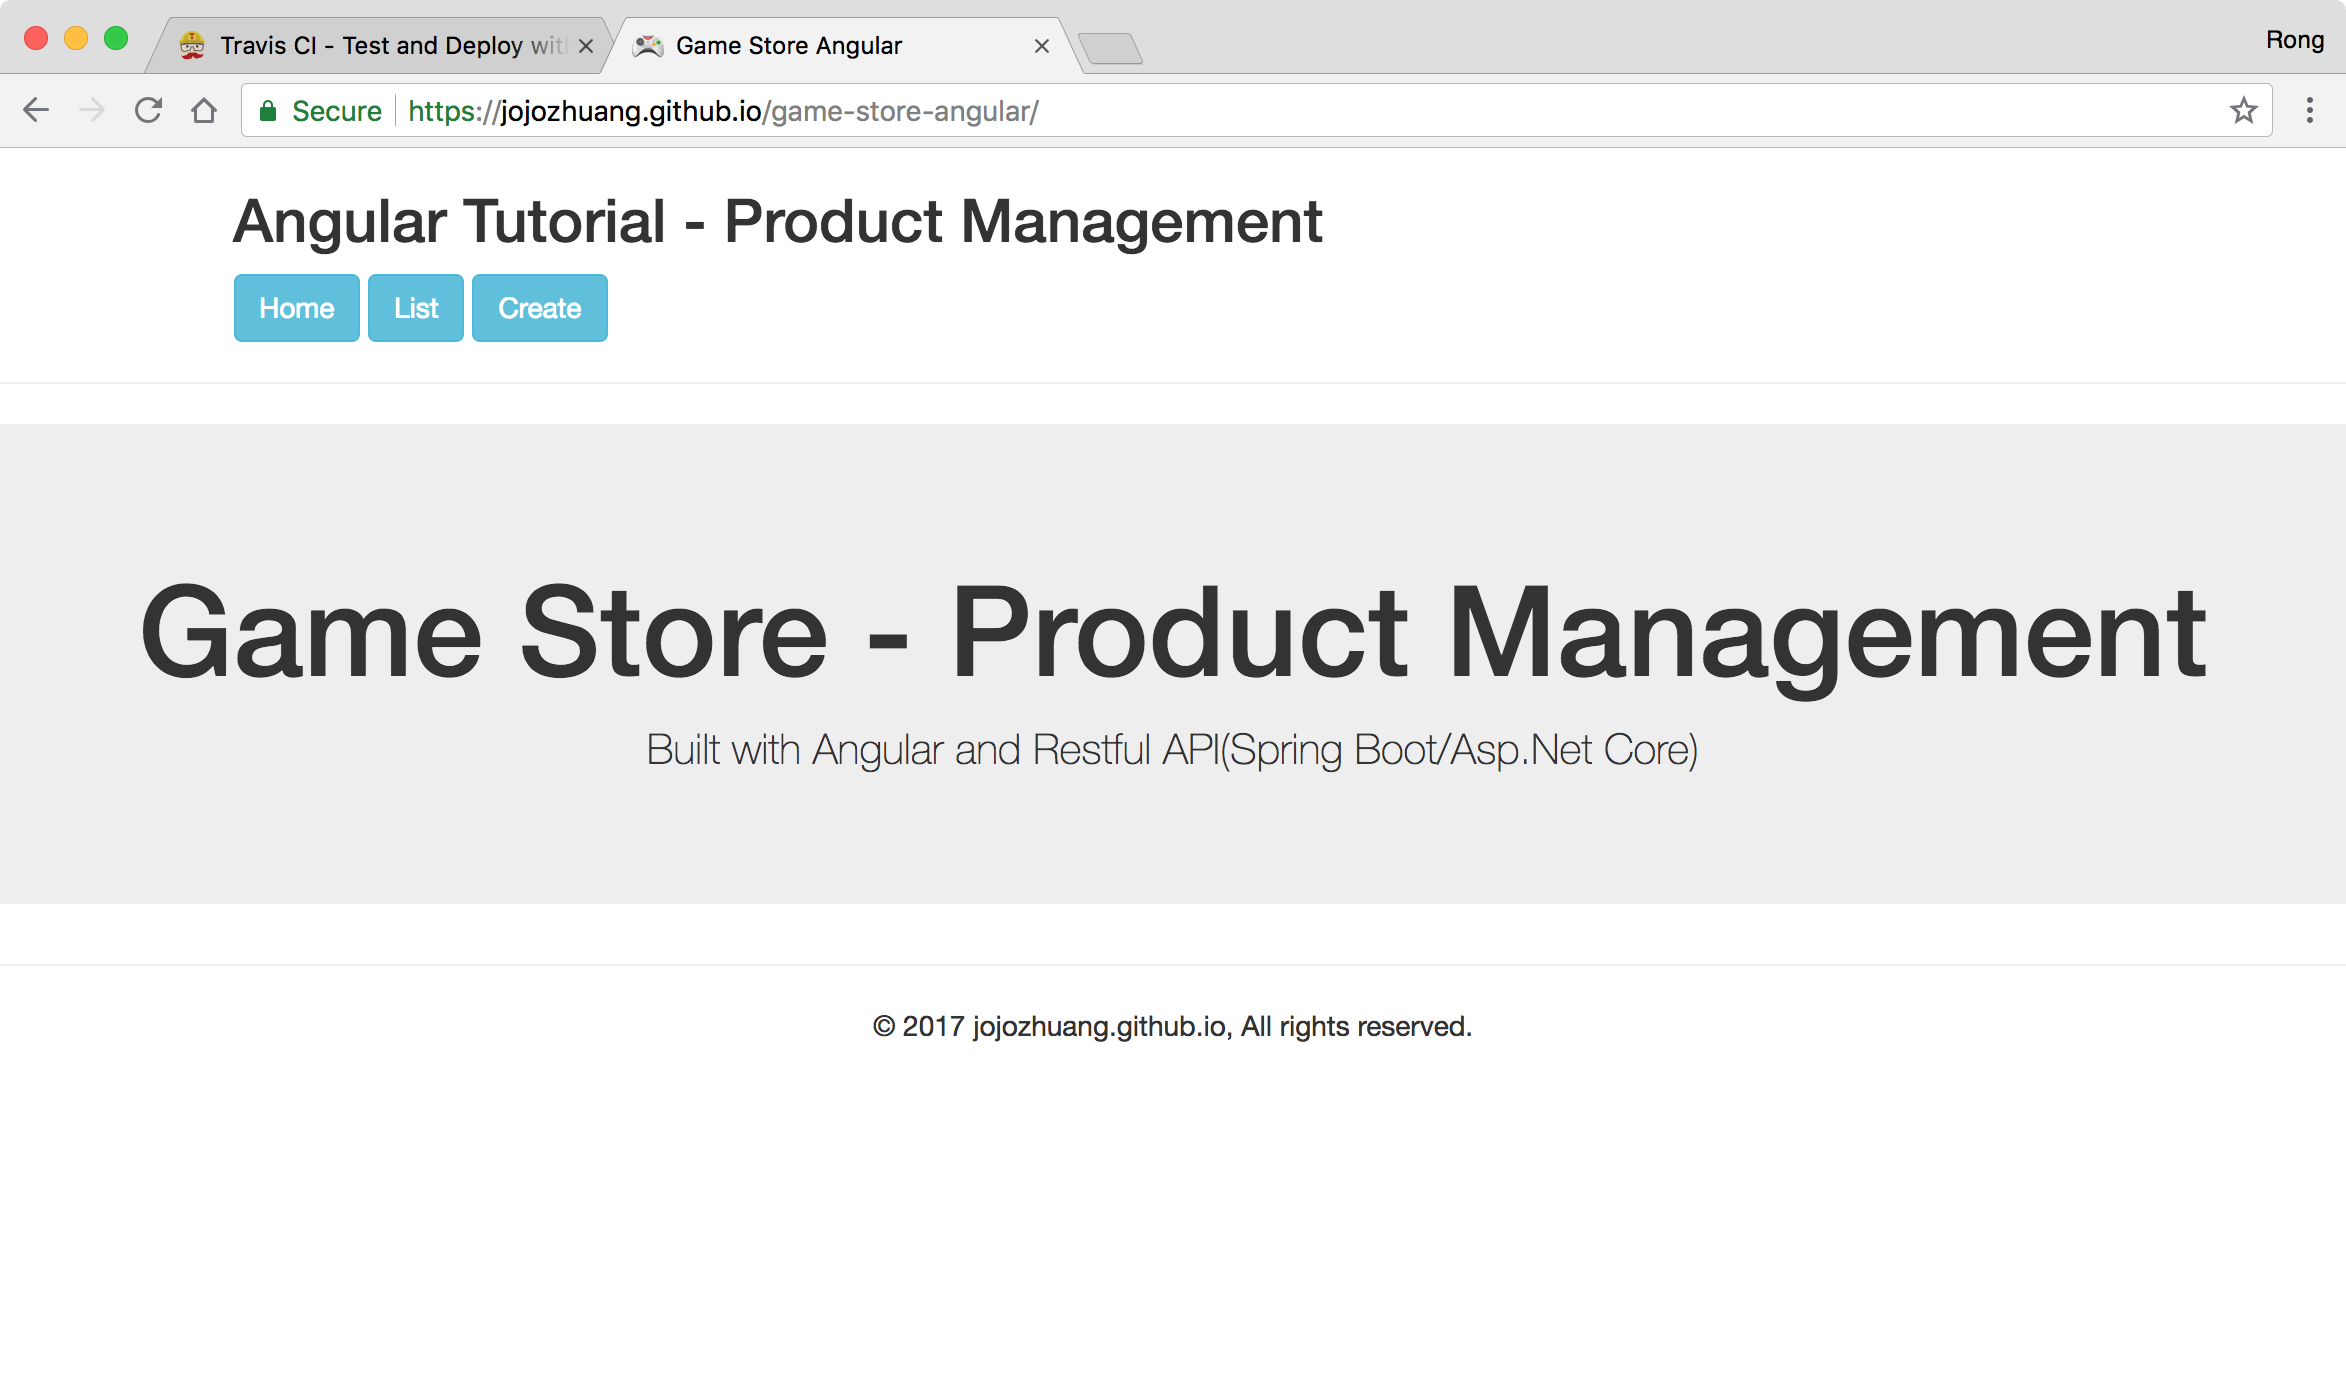 Travis CI - Test and Deploy with
Game Store Angular
Rong
Secure
https://jojozhuang.github.io/game-store-angular/
Angular Tutorial - Product Management
Home
List
Create
Game Store - Product Management
Built with Angular and Restful API(Spring Boot/Asp.Net Core)
© 2017 jojozhuang.github.io, All rights reserved.